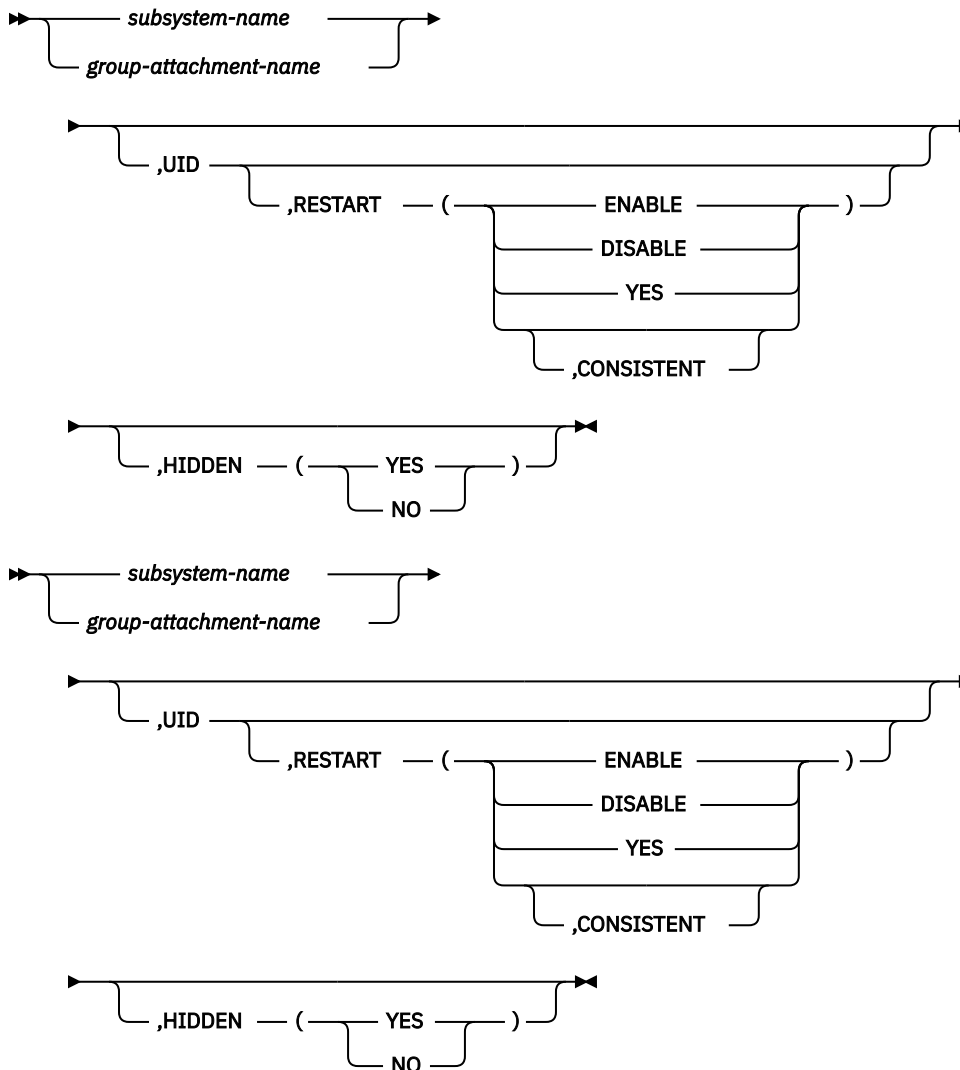 subsystem-name
group-attachment-name
,UID
,RESTART ( ENABLE )
DISABLE
YES
,CONSISTENT
,HIDDEN ( YES )
NO
subsystem-name
group-attachment-name
,UID
,RESTART ( ENABLE )
DISABLE
YES
,CONSISTENT
,HIDDEN ( YES )
NO